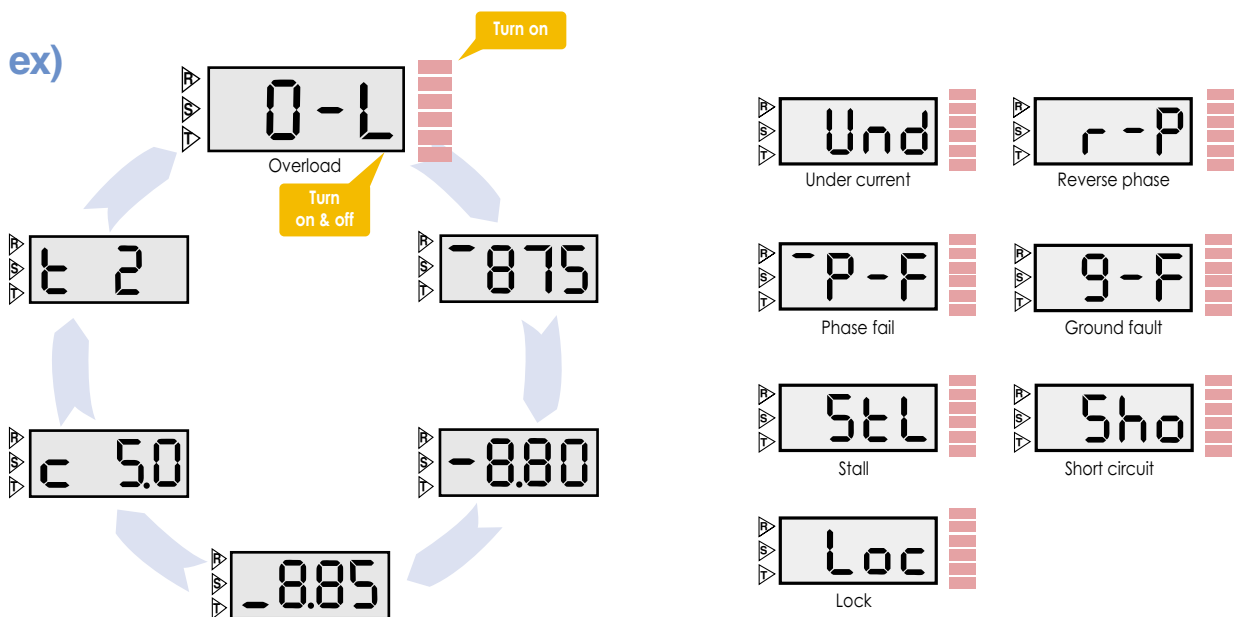 ex)
Turn on
R
S
T
O-L
Overload
Turn
on & off
R
S
T
-875
R
S
T
-8.80
R
S
T
_8.85
R
S
T
c 5.0
R
S
T
t 2
R
S
T
Und
Under current
R
S
T
r-P
Reverse phase
R
S
T
-P-F
Phase fail
R
S
T
g-F
Ground fault
R
S
T
StL
Stall
R
S
T
Sho
Short circuit
R
S
T
Loc
Lock